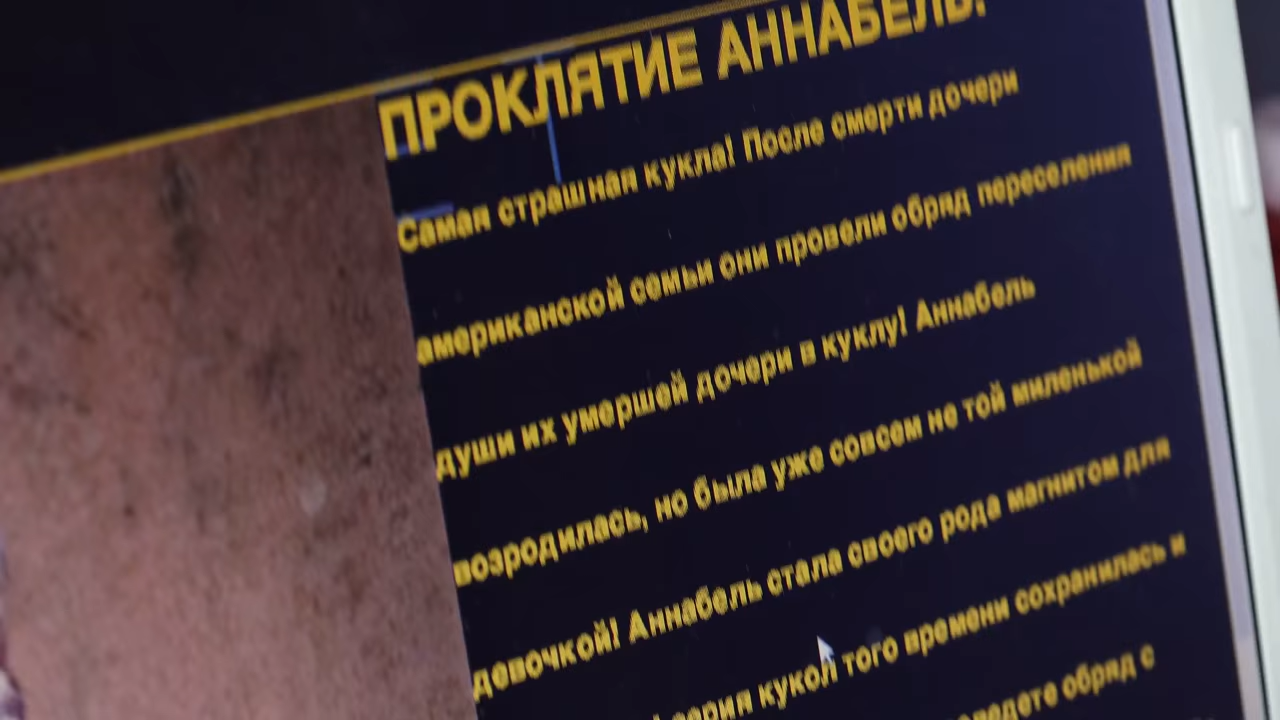 ПРОКЛЯТИЕ АННАБЕЛЬ!
Самая страшная кукла! После смерти дочери
американской семьи они провели обряд переселения
души их умершей дочери в куклу! Аннабель
возродилась, но была уже совсем не той миленькой
девочкой! Аннабель стала своего рода магнитом для
серия кукол того времени сохранилась и
обряд с